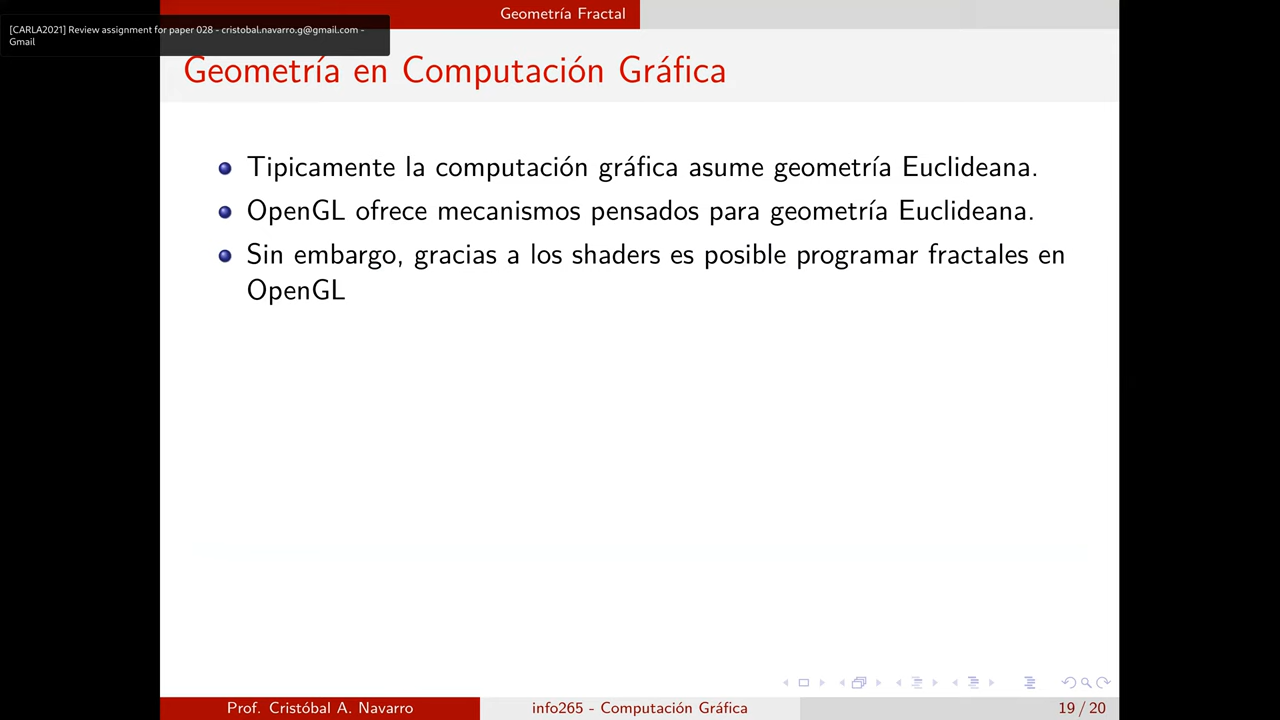 Geometría Fractal
[CARLA2021] Review assignment for paper 028 - cristobal.navarro.g@gmail.com -
Gmail
Geometría en Computación Gráfica
Tipicamente la computación gráfica asume geometría Euclideana.
OpenGL ofrece mecanismos pensados para geometría Euclideana.
Sin embargo, gracias a los shaders es posible programar fractales en
OpenGL
Prof. Cristóbal A. Navarro
info265 - Computación Gráfica
19 / 20